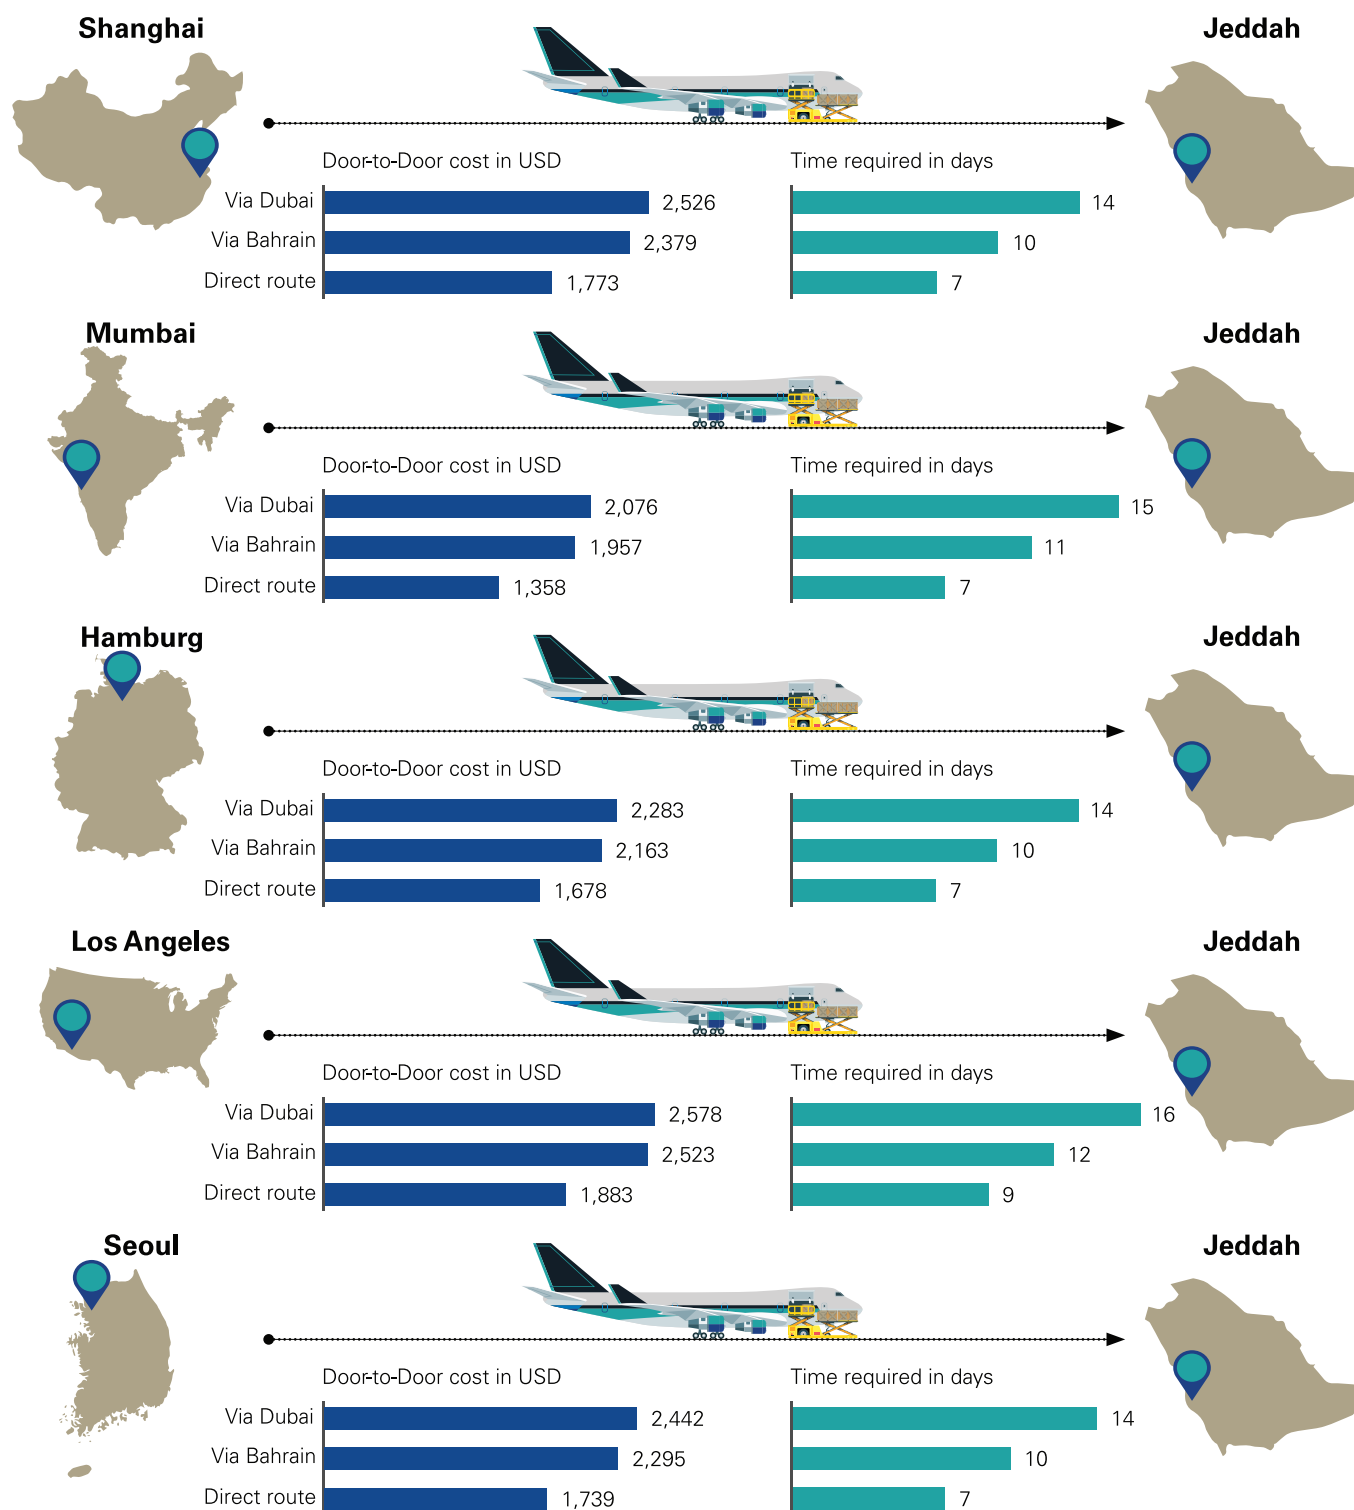 Shanghai
Jeddah
Door-to-Door cost in USD
Time required in days
Via Dubai 2,526 14
Via Bahrain 2,379 10
Direct route 1,773 7
Mumbai
Jeddah
Door-to-Door cost in USD
Time required in days
Via Dubai 2,076 15
Via Bahrain 1,957 11
Direct route 1,358 7
Hamburg
Jeddah
Door-to-Door cost in USD
Time required in days
Via Dubai 2,283 14
Via Bahrain 2,163 10
Direct route 1,678 7
Los Angeles
Jeddah
Door-to-Door cost in USD
Time required in days
Via Dubai 2,578 16
Via Bahrain 2,523 12
Direct route 1,883 9
Seoul
Jeddah
Door-to-Door cost in USD
Time required in days
Via Dubai 2,442 14
Via Bahrain 2,295 10
Direct route 1,739 7